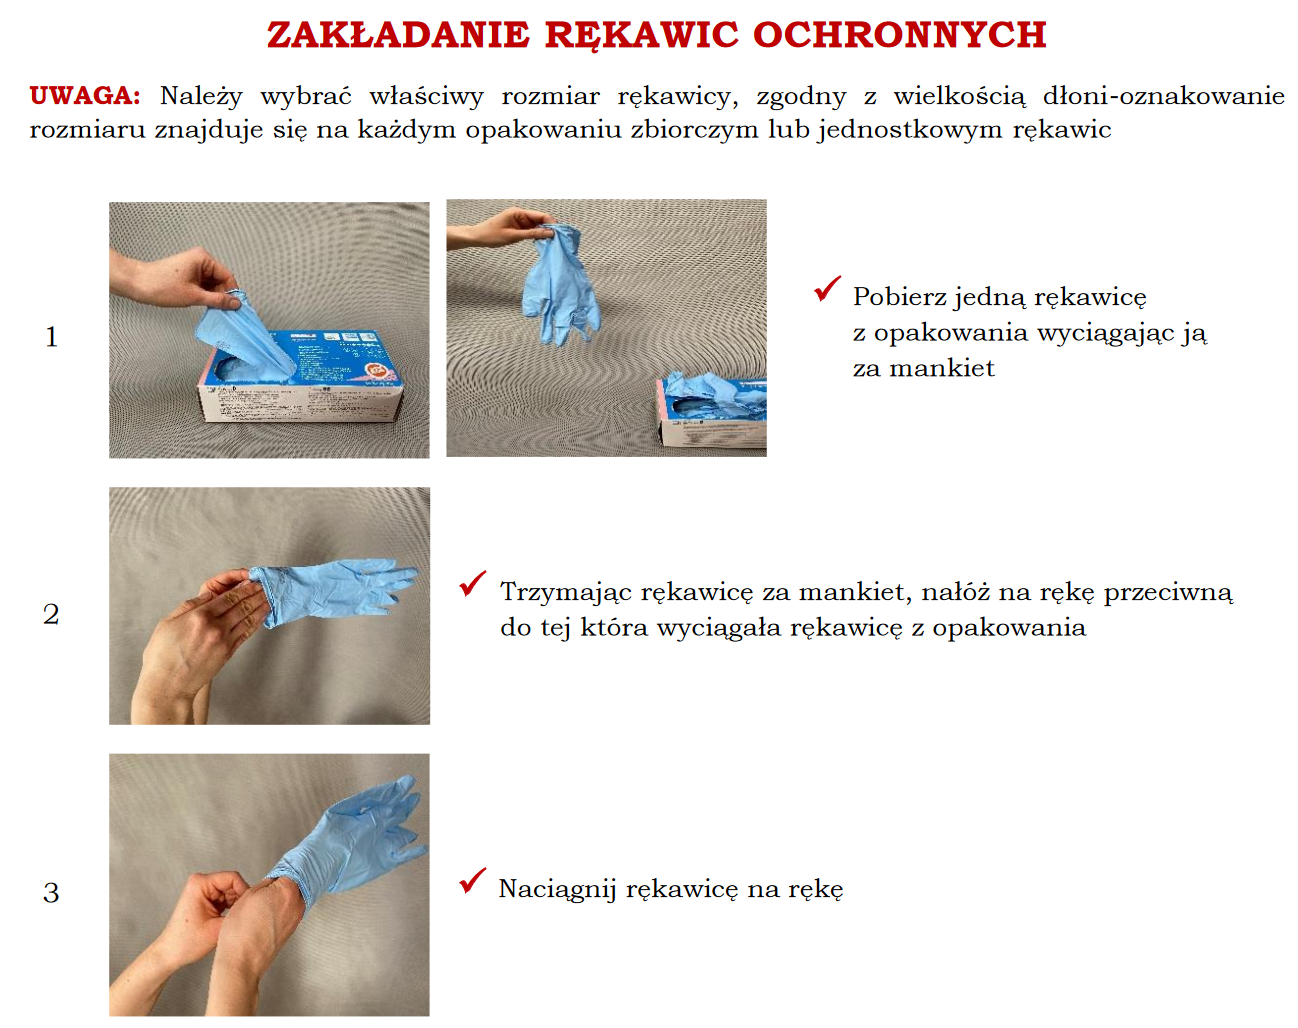 ZAKŁADANIE RĘKAWIC OCHRONNYCH
UWAGA: Należy wybrać właściwy rozmiar rękawicy, zgodny z wielkością dłoni-oznakowanie
rozmiaru znajduje się na każdym opakowaniu zbiorczym lub jednostkowym rękawic
1
Pobierz jedną rękawicę
z opakowania wyciągając ją
za mankiet
2
Trzymając rękawicę za mankiet, nałóż na rękę przeciwną
do tej która wyciągała rękawicę z opakowania
3
Naciągnij rękawicę na rękę